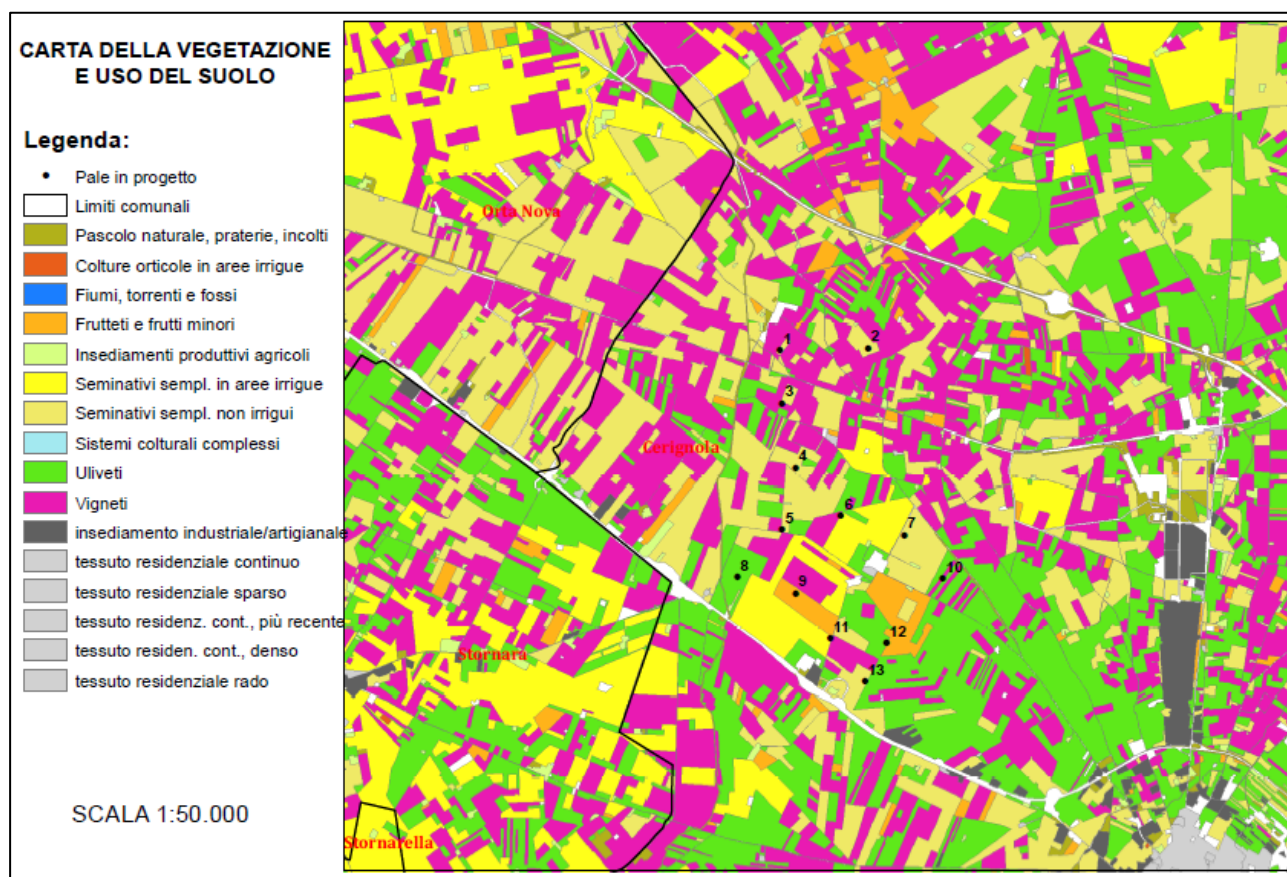 CARTA DELLA VEGETAZIONE
E USO DEL SUOLO
Legenda:
Pale in progetto
Limiti comunali
Pascolo naturale, praterie, incolti
Colture orticole in aree irrigue
Fiumi, torrenti e fossi
Frutteti e frutti minori
Insediamenti produttivi agricoli
Seminativi sempl. in aree irrigue
Seminativi sempl. non irrigui
Sistemi colturali complessi
Uliveti
Vigneti
insediamento industriale/artigianale
tessuto residenziale continuo
tessuto residenziale sparso
tessuto residenz. cont., più recente
tessuto residen. cont., denso
tessuto residenziale rado
SCALA 1:50.000
Orta Nova
1
2
3
Cerignola
4
5
6
7
8
9
10
11
12
Stornara
13
Stornarella